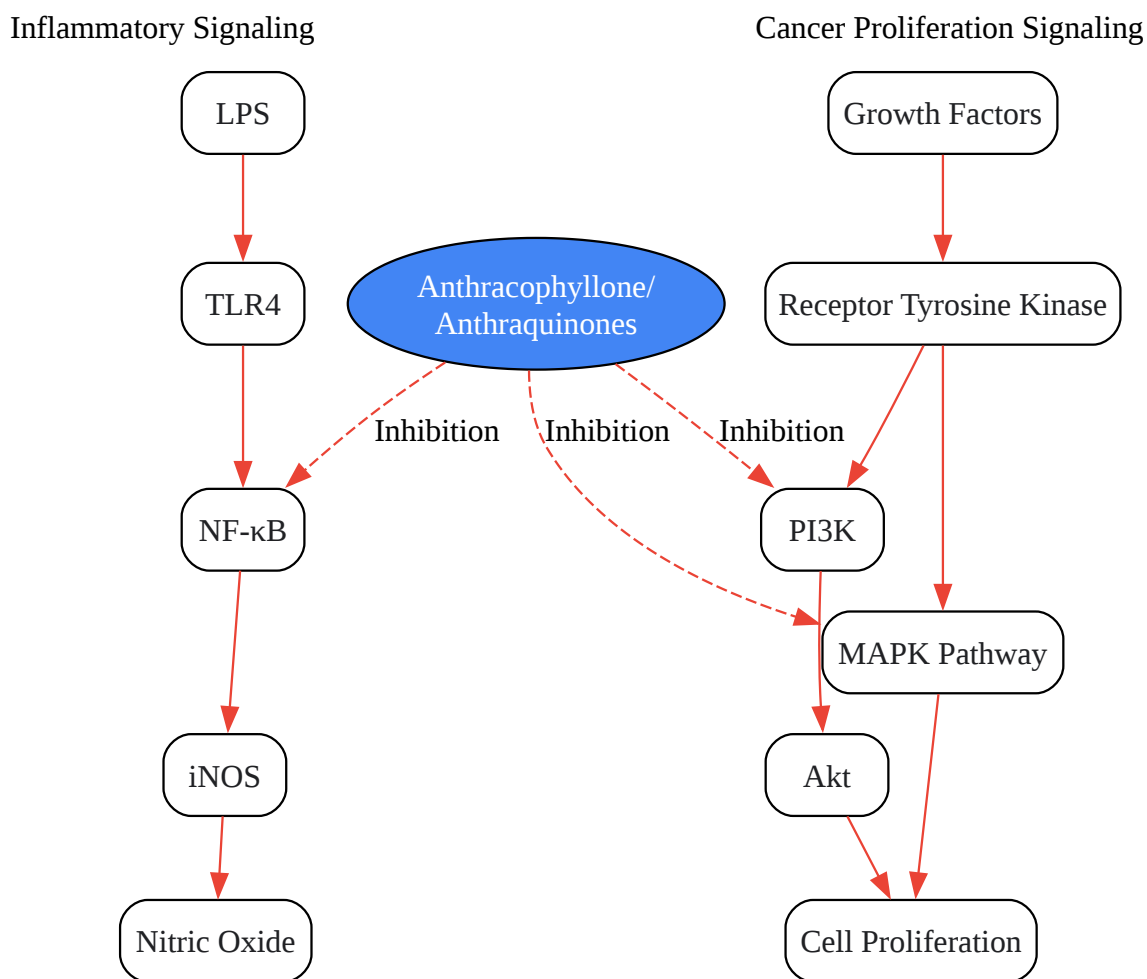 Inflammatory Signaling
Cancer Proliferation Signaling
LPS
Growth Factors
TLR4
Anthracophyllone/
Anthraquinones
Receptor Tyrosine Kinase
Inhibition
Inhibition
Inhibition
NF-κB
PI3K
MAPK Pathway
iNOS
Akt
Nitric Oxide
Cell Proliferation